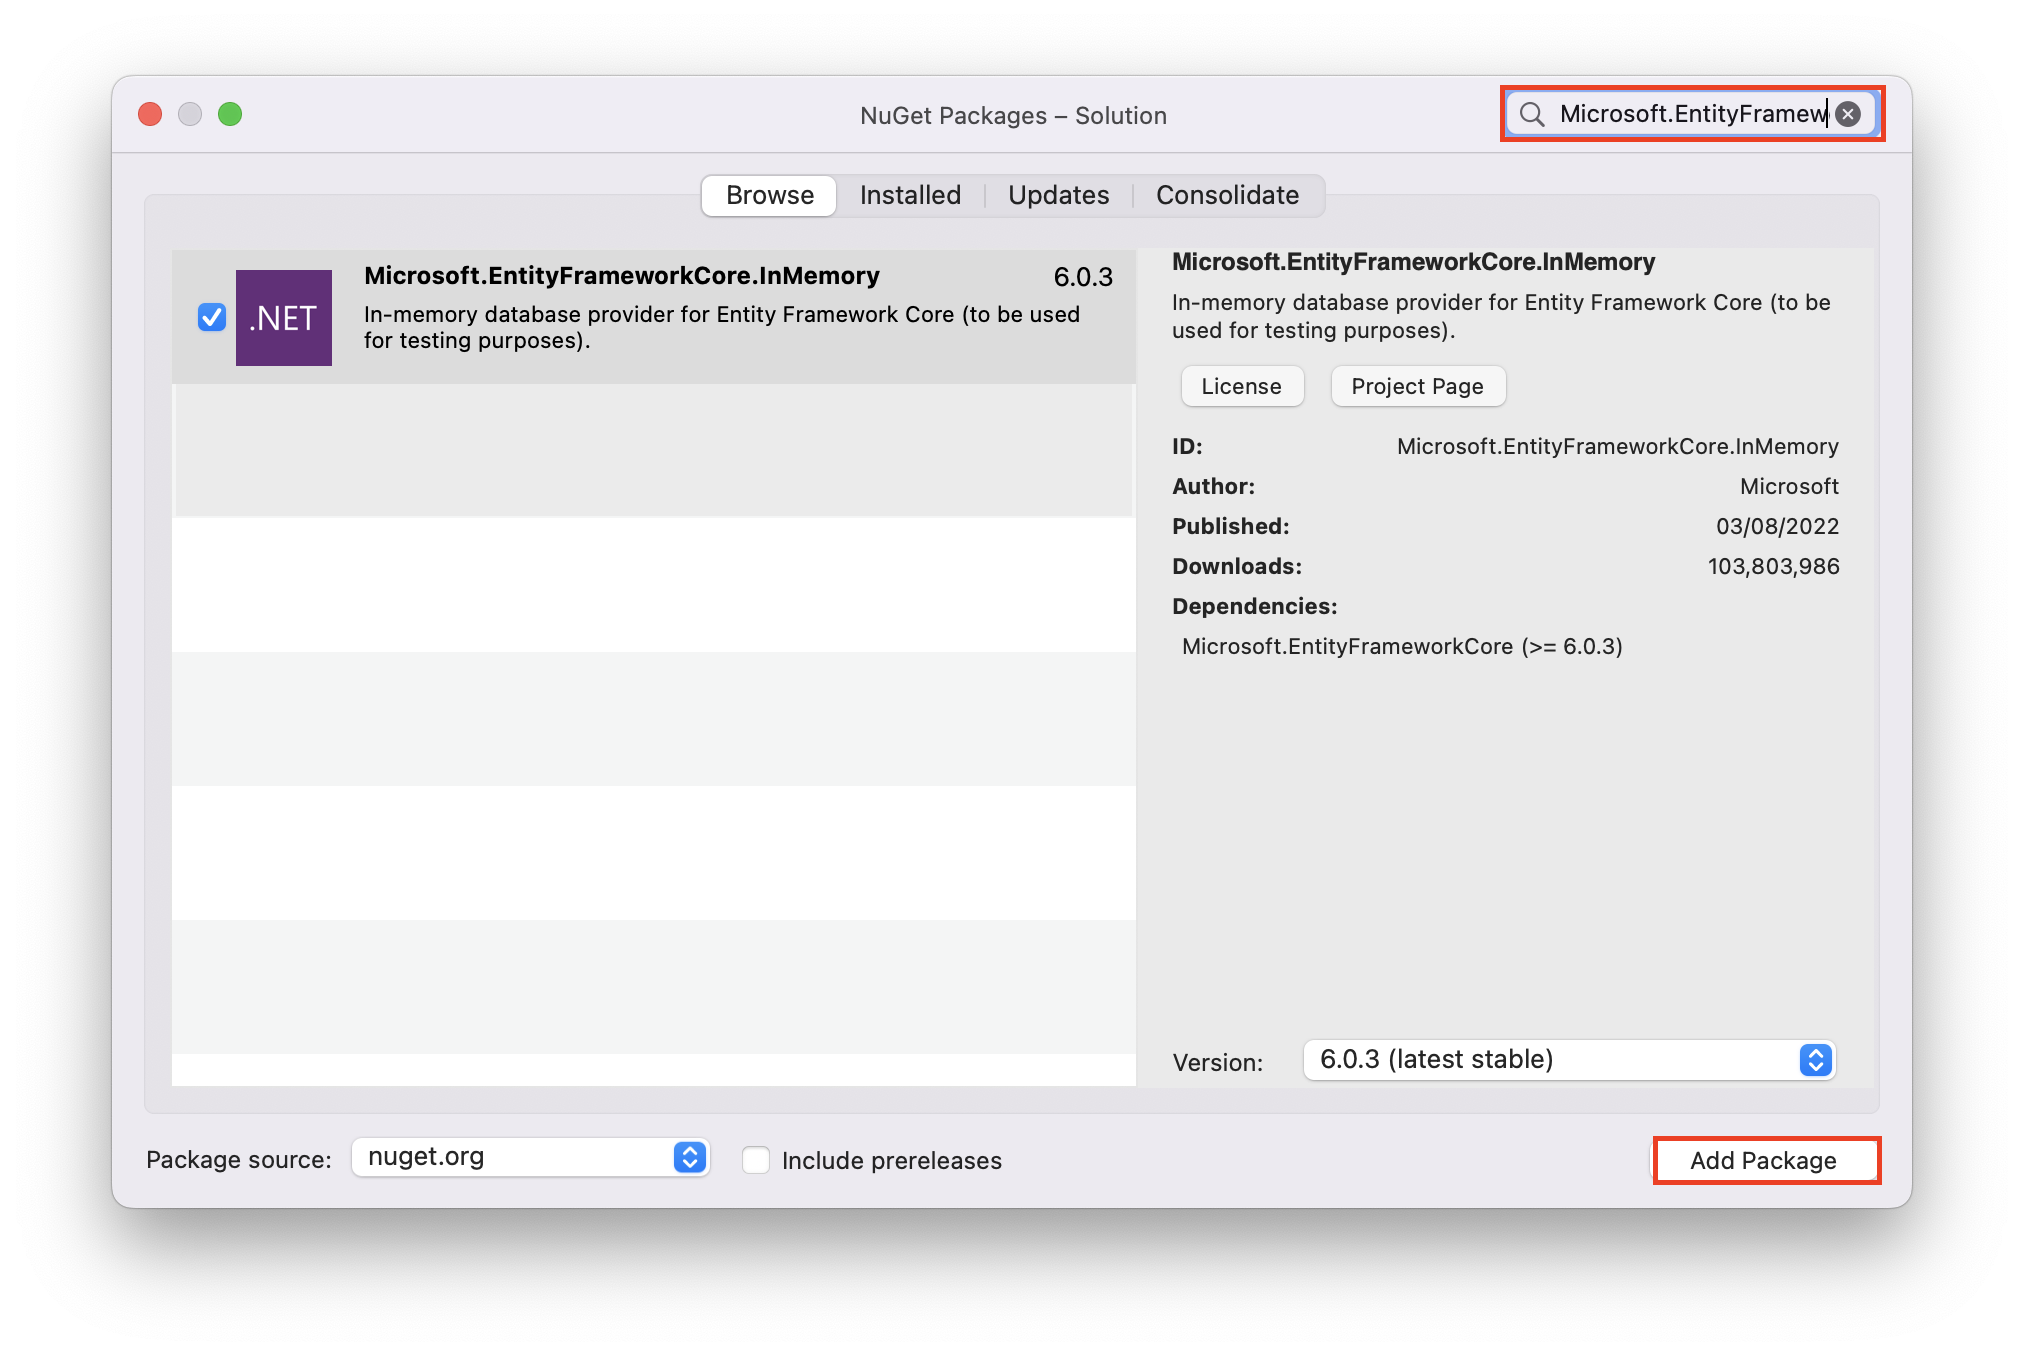 NuGet Packages – Solution
Microsoft.EntityFramew
Browse
Installed
Updates
Consolidate
.NET
Microsoft.EntityFrameworkCore.InMemory
6.0.3
In-memory database provider for Entity Framework Core (to be used
for testing purposes).
Microsoft.EntityFrameworkCore.InMemory
In-memory database provider for Entity Framework Core (to be
used for testing purposes).
License
Project Page
ID: Microsoft.EntityFrameworkCore.InMemory
Author: Microsoft
Published: 03/08/2022
Downloads: 103,803,986
Dependencies:
Microsoft.EntityFrameworkCore (>= 6.0.3)
Version: 6.0.3 (latest stable)
Package source: nuget.org
Include prereleases
Add Package